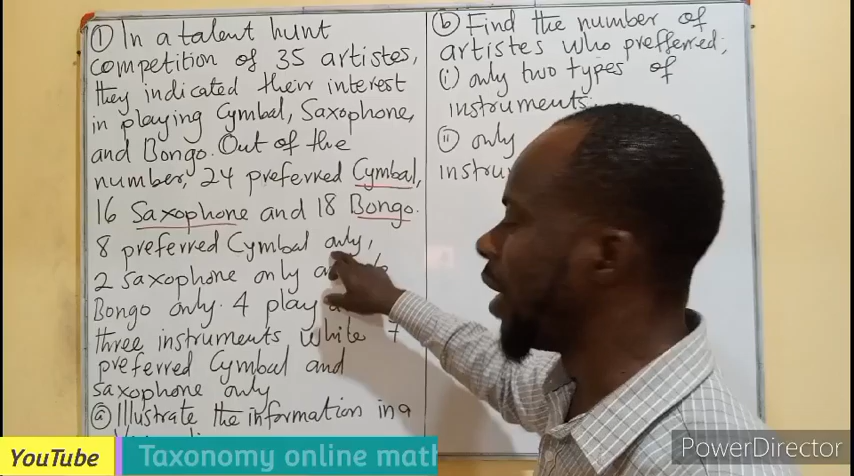 ① In a talent hunt
competition of 35 artistes,
they indicated their interest
in playing Cymbal, Saxophone,
and Bongo. Out of the
number, 24 preferred Cymbal,
16 Saxophone and 18 Bongo.
8 preferred Cymbal only,
2 saxophone only
Bongo only. 4 play
three instruments while 7
preferred Cymbal and
saxophone only
ⓐ Illustrate the information in a
ⓑ Find the number of
artistes who prefferred;
(i) only two types of
instruments.
(ii) only
YouTube
Taxonomy online mat
PowerDirector